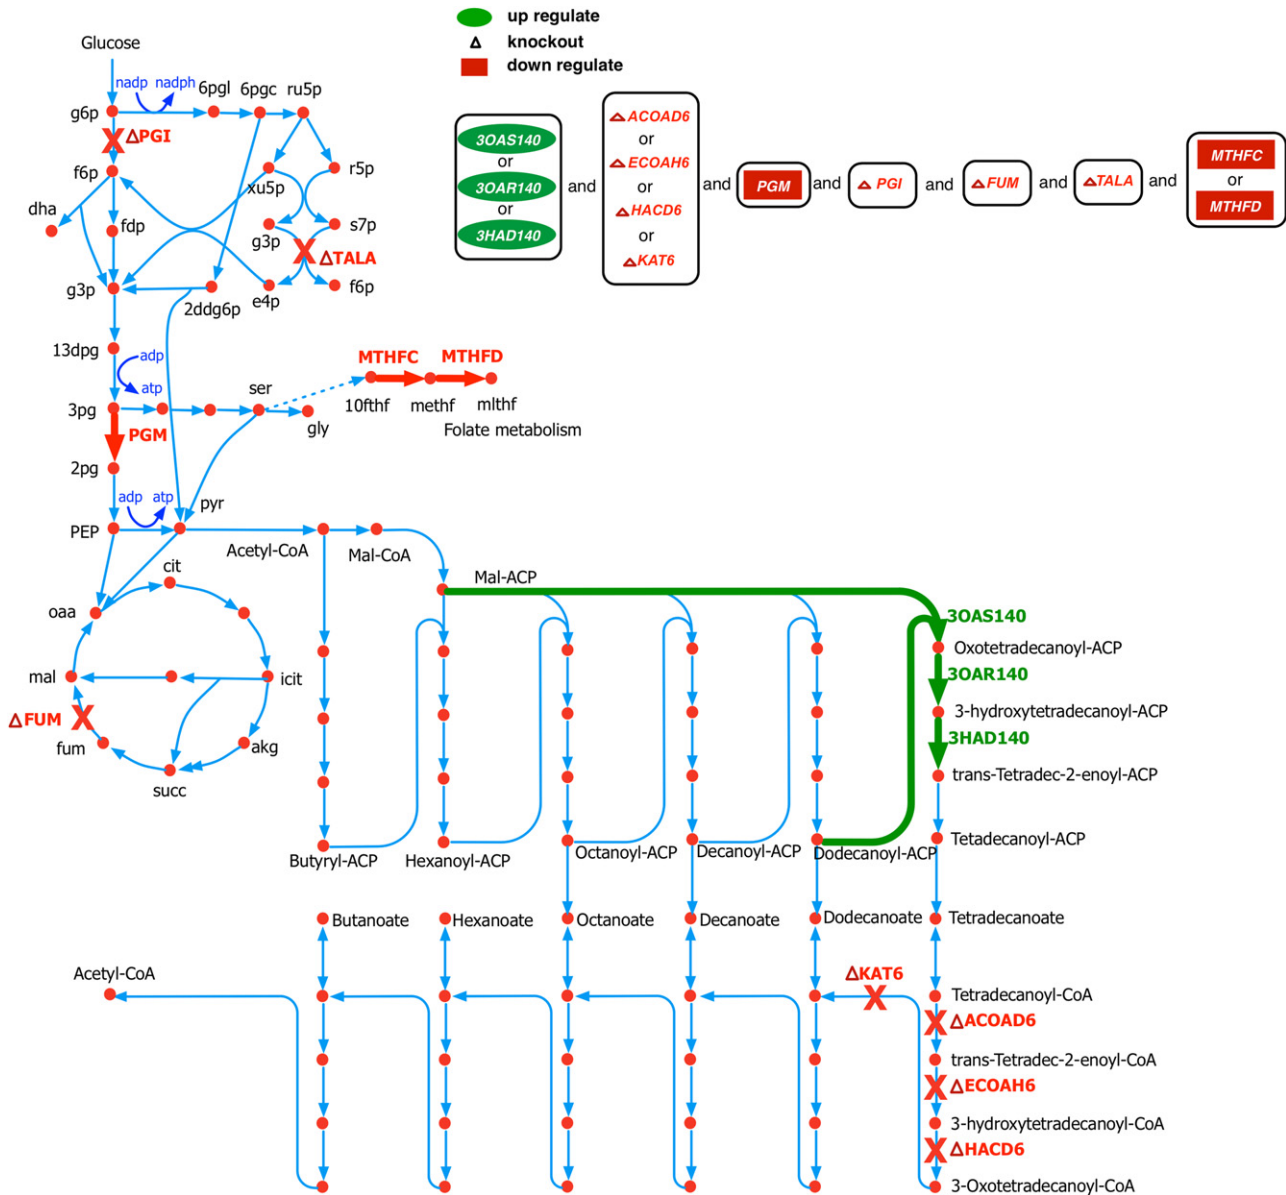 up regulate
knockout
down regulate
Glucose
nadp nadph 6pgl 6pgc ru5p
g6p
ΔPGI
f6p
xu5p
r5p
dha
fdp
g3p
s7p
ΔTALA
g3p
2ddg6p
e4p
f6p
3OAS140
or
3OAR140
or
3HAD140
and
ΔACOAD6
or
ΔECOAH6
or
ΔHACD6
or
ΔKAT6
and
PGM
and
Δ PGI
and
ΔFUM
and
ΔTALA
and
MTHFC
or
MTHFD
13dpg
adp
atp
MTHFC MTHFD
3pg
ser
10fthf methf mlthf
gly
Folate metabolism
PGM
2pg
adp atp
pyr
PEP
Acetyl-CoA
Mal-CoA
cit
Mal-ACP
oaa
3OAS140
Oxotetradecanoyl-ACP
mal
icit
3OAR140
3-hydroxytetradecanoyl-ACP
ΔFUM
3HAD140
fum
akg
trans-Tetradec-2-enoyl-ACP
succ
Butyryl-ACP Hexanoyl-ACP Octanoyl-ACP Decanoyl-ACP Dodecanoyl-ACP Tetadecanoyl-ACP
Butanoate Hexanoate Octanoate Decanoate Dodecanoate Tetradecanoate
Acetyl-CoA
ΔKAT6
Tetradecanoyl-CoA
ΔACOAD6
trans-Tetradec-2-enoyl-CoA
ΔECOAH6
3-hydroxytetradecanoyl-CoA
ΔHACD6
3-Oxotetradecanoyl-CoA